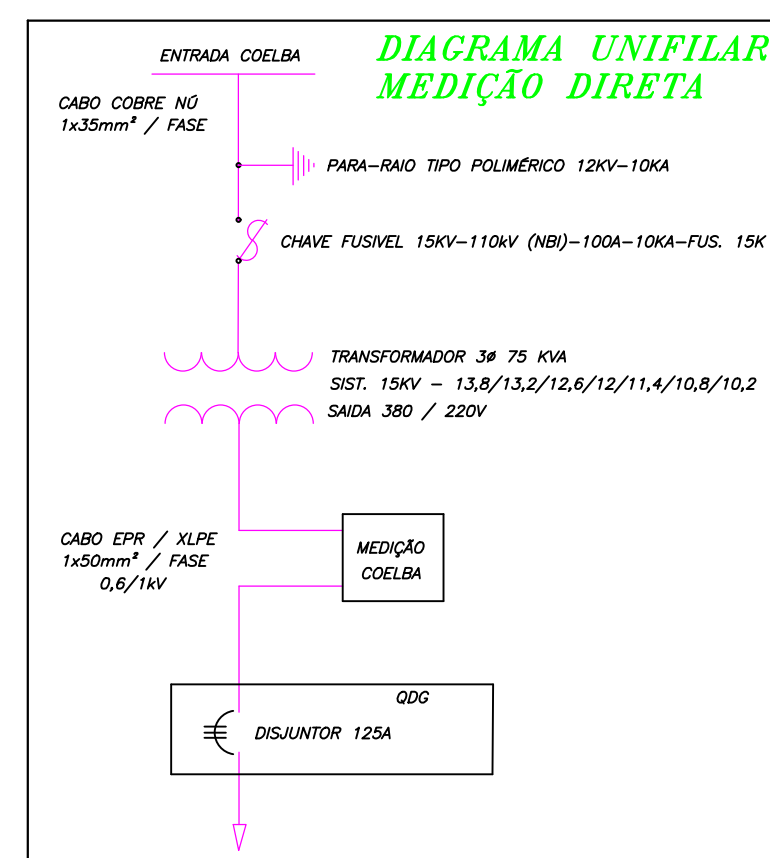 DIAGRAMA UNIFILAR
MEDIÇÃO DIRETA
ENTRADA COELBA
CABO COBRE NÚ
1x35mm² / FASE
PARA-RAIO TIPO POLIMÉRICO 12KV-10KA
CHAVE FUSIVEL 15KV-110kV (NBI)-100A-10KA-FUS. 15K
TRANSFORMADOR 3ø 75 KVA
SIST. 15KV - 13,8/13,2/12,6/12/11,4/10,8/10,2
SAIDA 380 / 220V
CABO EPR / XLPE
1x50mm² / FASE
0,6/1kV
MEDIÇÃO
COELBA
QDG
DISJUNTOR 125A